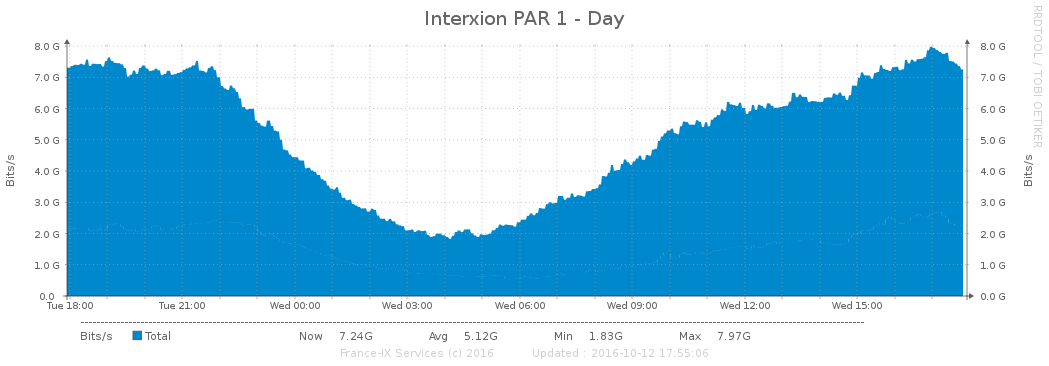 Interxion PAR 1 - Day
RRDTOOL / TOBI OETIKER
Bits/s
8.0 G
7.0 G
6.0 G
5.0 G
4.0 G
3.0 G
2.0 G
1.0 G
0.0
8.0 G
7.0 G
6.0 G
5.0 G
4.0 G
3.0 G
2.0 G
1.0 G
0.0 G
Bits/s
Tue 18:00 Tue 21:00 Wed 00:00 Wed 03:00 Wed 06:00 Wed 09:00 Wed 12:00 Wed 15:00
Bits/s Total Now 7.24G Avg 5.12G Min 1.83G Max 7.97G
France-IX Services (c) 2016 Updated : 2016-10-12 17:55:06